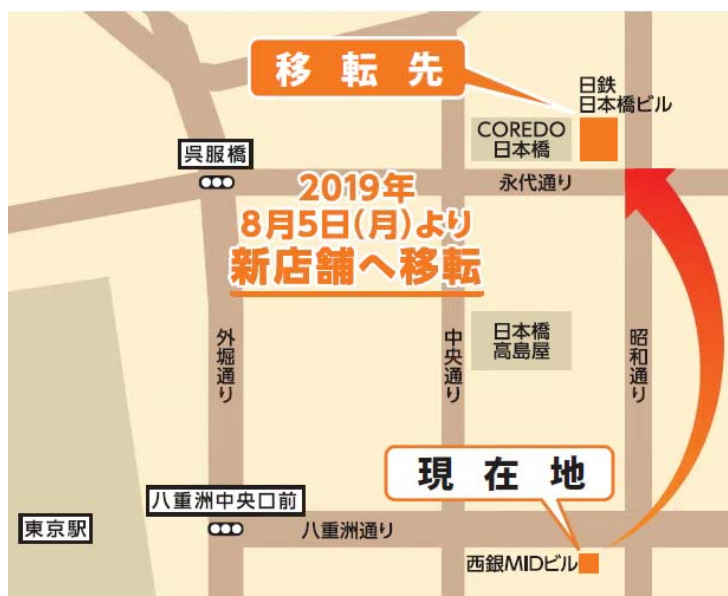 移転先
日鉄
日本橋ビル
COREDO
日本橋
呉服橋
永代通り
2019年
8月5日(月)より
新店舗へ移転
外堀通り
中央通り
日本橋
高島屋
昭和通り
現在地
八重洲中央口前
東京駅
八重洲通り
西銀MIDビル